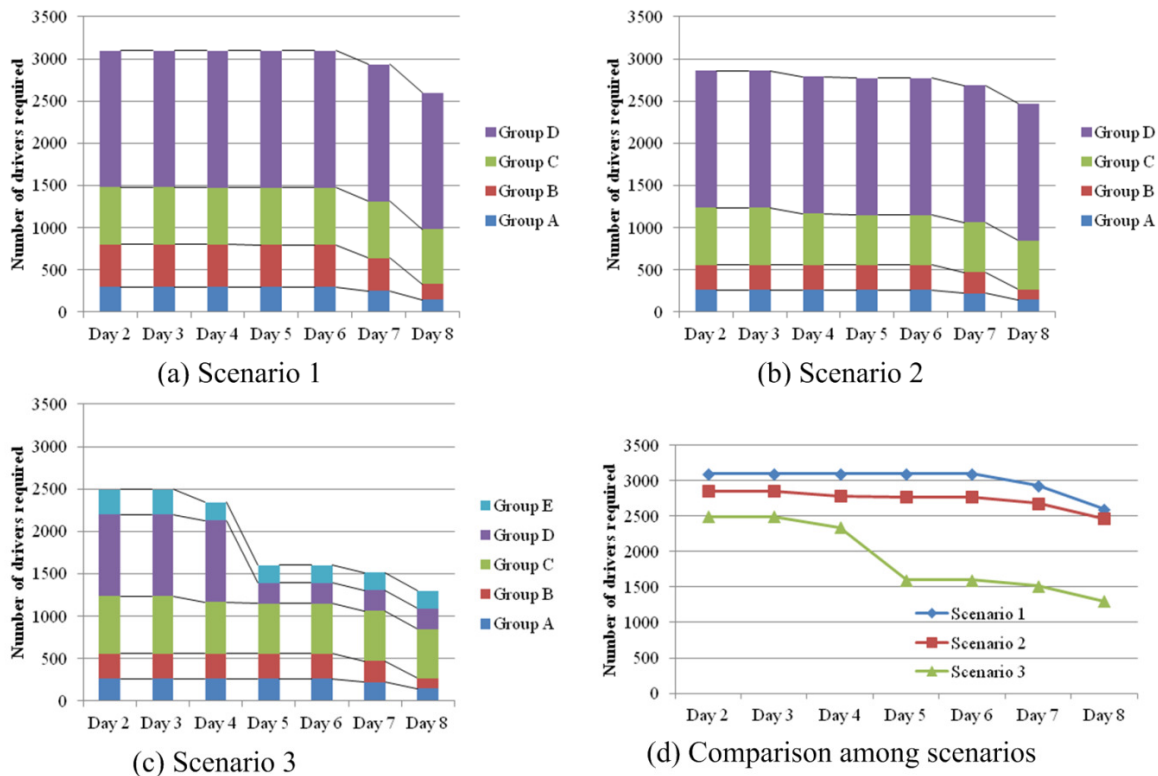 3500
3000
2500
2000
1500
1000
500
0
Number of drivers required
Day 2 Day 3 Day 4 Day 5 Day 6 Day 7 Day 8
Group D
Group C
Group B
Group A
(a) Scenario 1
3500
3000
2500
2000
1500
1000
500
0
Number of drivers required
Day 2 Day 3 Day 4 Day 5 Day 6 Day 7 Day 8
Group D
Group C
Group B
Group A
(b) Scenario 2
3500
3000
2500
2000
1500
1000
500
0
Number of drivers required
Day 2 Day 3 Day 4 Day 5 Day 6 Day 7 Day 8
Group E
Group D
Group C
Group B
Group A
(c) Scenario 3
3500
3000
2500
2000
1500
1000
500
0
Number of drivers required
Scenario 1
Scenario 2
Scenario 3
Day 2 Day 3 Day 4 Day 5 Day 6 Day 7 Day 8
(d) Comparison among scenarios